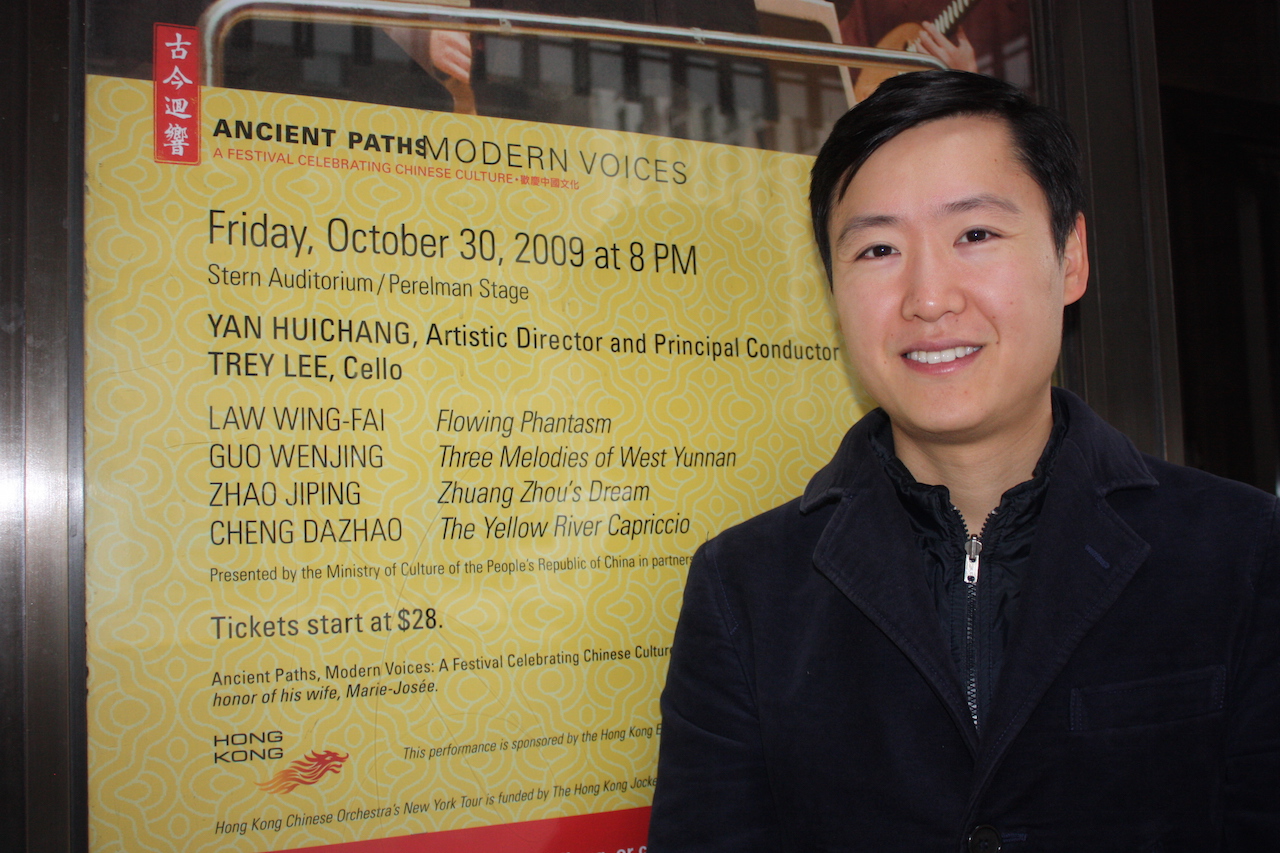 古今迴響
ANCIENT PATHS MODERN VOICES
A FESTIVAL CELEBRATING CHINESE CULTURE • 歡慶中國文化
Friday, October 30, 2009 at 8 PM
Stern Auditorium / Perelman Stage
YAN HUICHANG, Artistic Director and Principal Conductor
TREY LEE, Cello
LAW WING-FAI Flowing Phantasm
GUO WENJING Three Melodies of West Yunnan
ZHAO JIPING Zhuang Zhou's Dream
CHENG DAZHAO The Yellow River Capriccio
Presented by the Ministry of Culture of the People's Republic of China in partners
Tickets start at $28.
Ancient Paths, Modern Voices: A Festival Celebrating Chinese Culture
honor of his wife, Marie-Josée.
HONG
KONG
This performance is sponsored by the Hong Kong E
Hong Kong Chinese Orchestra's New York Tour is funded by The Hong Kong Jocke